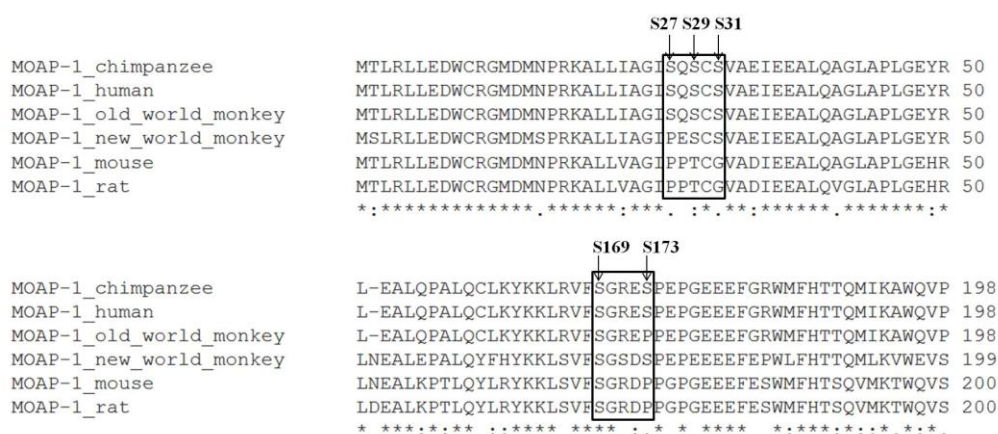 S27 S29 S31
MOAP-1_chimpanzee MTLRLLEDWCRGMDMNPRKALLIAGISQSCSVAEIEEALQAGLAPLGEYR 50
MOAP-1_human MTLRLLEDWCRGMDMNPRKALLIAGISQSCSVAEIEEALQAGLAPLGEYR 50
MOAP-1_old_world_monkey MTLRLLEDWCRGMDMNPRKALLIAGISQSCSVAEIEEALQAGLAPLGEYR 50
MOAP-1_new_world_monkey MSLRLLEDWCRGMDMSPRKALLIAGIPESCSVAEIEEALQAGLAPLGEYR 50
MOAP-1_mouse MTLRLLEDWCRGMDMNPRKALLVAGIPPTCGVADIEEALQAGLAPLGEHR 50
MOAP-1_rat MTLRLLEDWCRGMDMNPRKALLVAGIPPTCGVADIEEALQVGLAPLGEHR 50
*:*************.******:***. :*.**:******.*******:*
S169 S173
MOAP-1_chimpanzee L-EALQPALQCLKYKKLRVFSGRESPEPGEEEFGRWMFHTTQMIKAWQVP 198
MOAP-1_human L-EALQPALQCLKYKKLRVFSGRESPEPGEEEFGRWMFHTTQMIKAWQVP 198
MOAP-1_old_world_monkey L-EALQPALQCLKYKKLRVFSGREPPEPGEEEFGRWMFHTTQMIKAWQVP 198
MOAP-1_new_world_monkey LNEALEPALQYFHYKKLSVFSGSDSPEPEEEEFEPWLFHTTQMLKVWEVS 199
MOAP-1_mouse LNEALKPTLQYLRYKKLSVFSGRDPPGPGEEEFESWMFHTSQVMKTWQVS 200
MOAP-1_rat LDEALKPTLQYLRYKKLSVFSGRDPPGPGEEEFESWMFHTSQVMKTWQVS 200
* ***:*:** ::**** **** :.* * **** *:***:*::*.*:*.